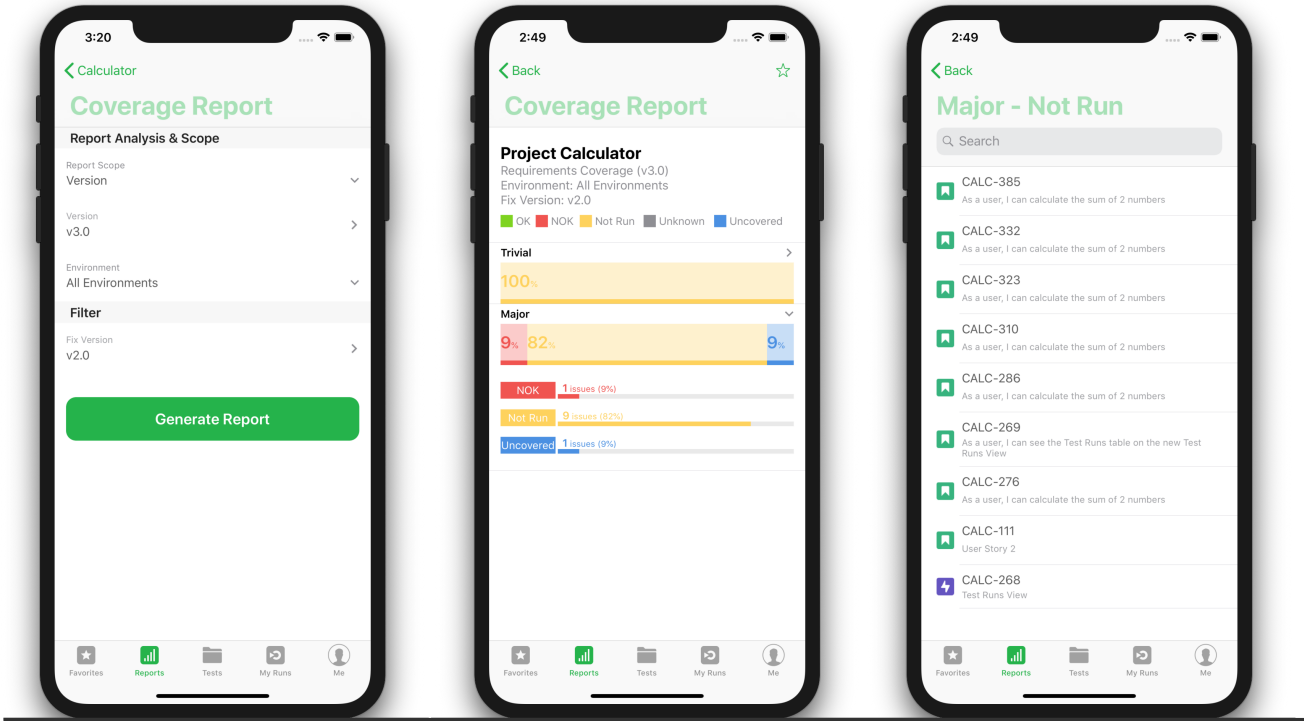 3:20
Calculator
Coverage Report
Report Analysis & Scope
Report Scope
Version
Version
v3.0
Environment
All Environments
Filter
Fix Version
v2.0
Generate Report
Favorites Reports Tests My Runs Me
2:49
Back
Coverage Report
Project Calculator
Requirements Coverage (v3.0)
Environment: All Environments
Fix Version: v2.0
OK NOK Not Run Unknown Uncovered
Trivial
100%
Major
9% 82% 9%
NOK 1 issues (9%)
Not Run 9 issues (82%)
Uncovered 1 issues (9%)
Favorites Reports Tests My Runs Me
2:49
Back
Major - Not Run
Search
CALC-385
As a user, I can calculate the sum of 2 numbers
CALC-332
As a user, I can calculate the sum of 2 numbers
CALC-323
As a user, I can calculate the sum of 2 numbers
CALC-310
As a user, I can calculate the sum of 2 numbers
CALC-286
As a user, I can calculate the sum of 2 numbers
CALC-269
As a user, I can see the Test Runs table on the new Test
Runs View
CALC-276
As a user, I can calculate the sum of 2 numbers
CALC-111
User Story 2
CALC-268
Test Runs View
Favorites Reports Tests My Runs Me